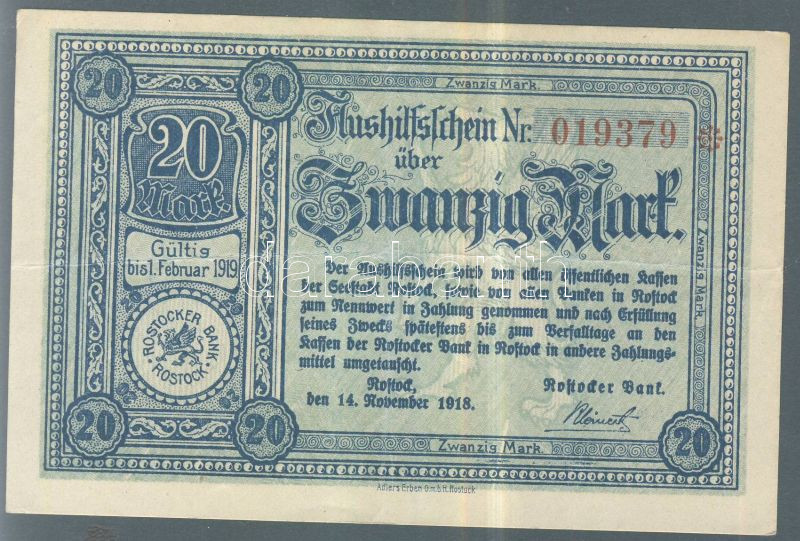 20
20
20
Mark.
Gültig
bis 1. Februar 1919
ROSTOCKER BANK
ROSTOCK
20
20
Zwanzig Mark.
Aushilfsschein Nr. 019379 *
über
Zwanzig Mark.
Der Aushilfsschein wird von allen öffentlichen Kassen
der Seestadt Rostock, sowie von allen Banken in Rostock
zum Nennwert in Zahlung genommen und nach Erfüllung
seines Zwecks spätestens bis zum Verfalltage an den
Kassen der Rostocker Bank in Rostock in andere Zahlungs-
mittel umgetauscht.
Rostock,
den 14. November 1918.
Rostocker Bank.
Zwanzig Mark.
Zwanzig Mark.
20
Adlers Erben G.m.b.H. Rostock
darabanth